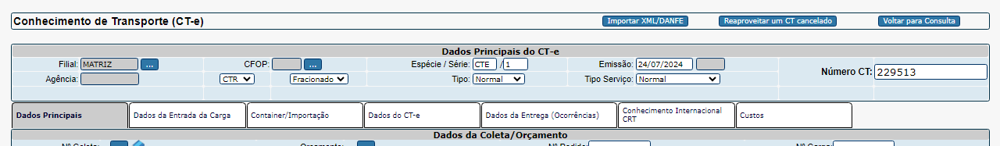 Conhecimento de Transporte (CT-e) Importar XML/DANFE Reaproveitar um CT cancelado Voltar para Consulta
Dados Principais do CT-e
Filial: MATRIZ ... CFOP: ... Espécie / Série: CTE / 1 Emissão: 24/07/2024
Número CT: 229513
Agência: CTR Fracionado Tipo: Normal Tipo Serviço: Normal
Dados Principais
Dados da Entrada da Carga
Container/Importação
Dados do CT-e
Dados da Entrega (Ocorrências)
Conhecimento Internacional
CRT
Custos
Dados da Coleta/Orçamento
Nº Coleta: Orçamento: Nº Pedido: Nº Carga: